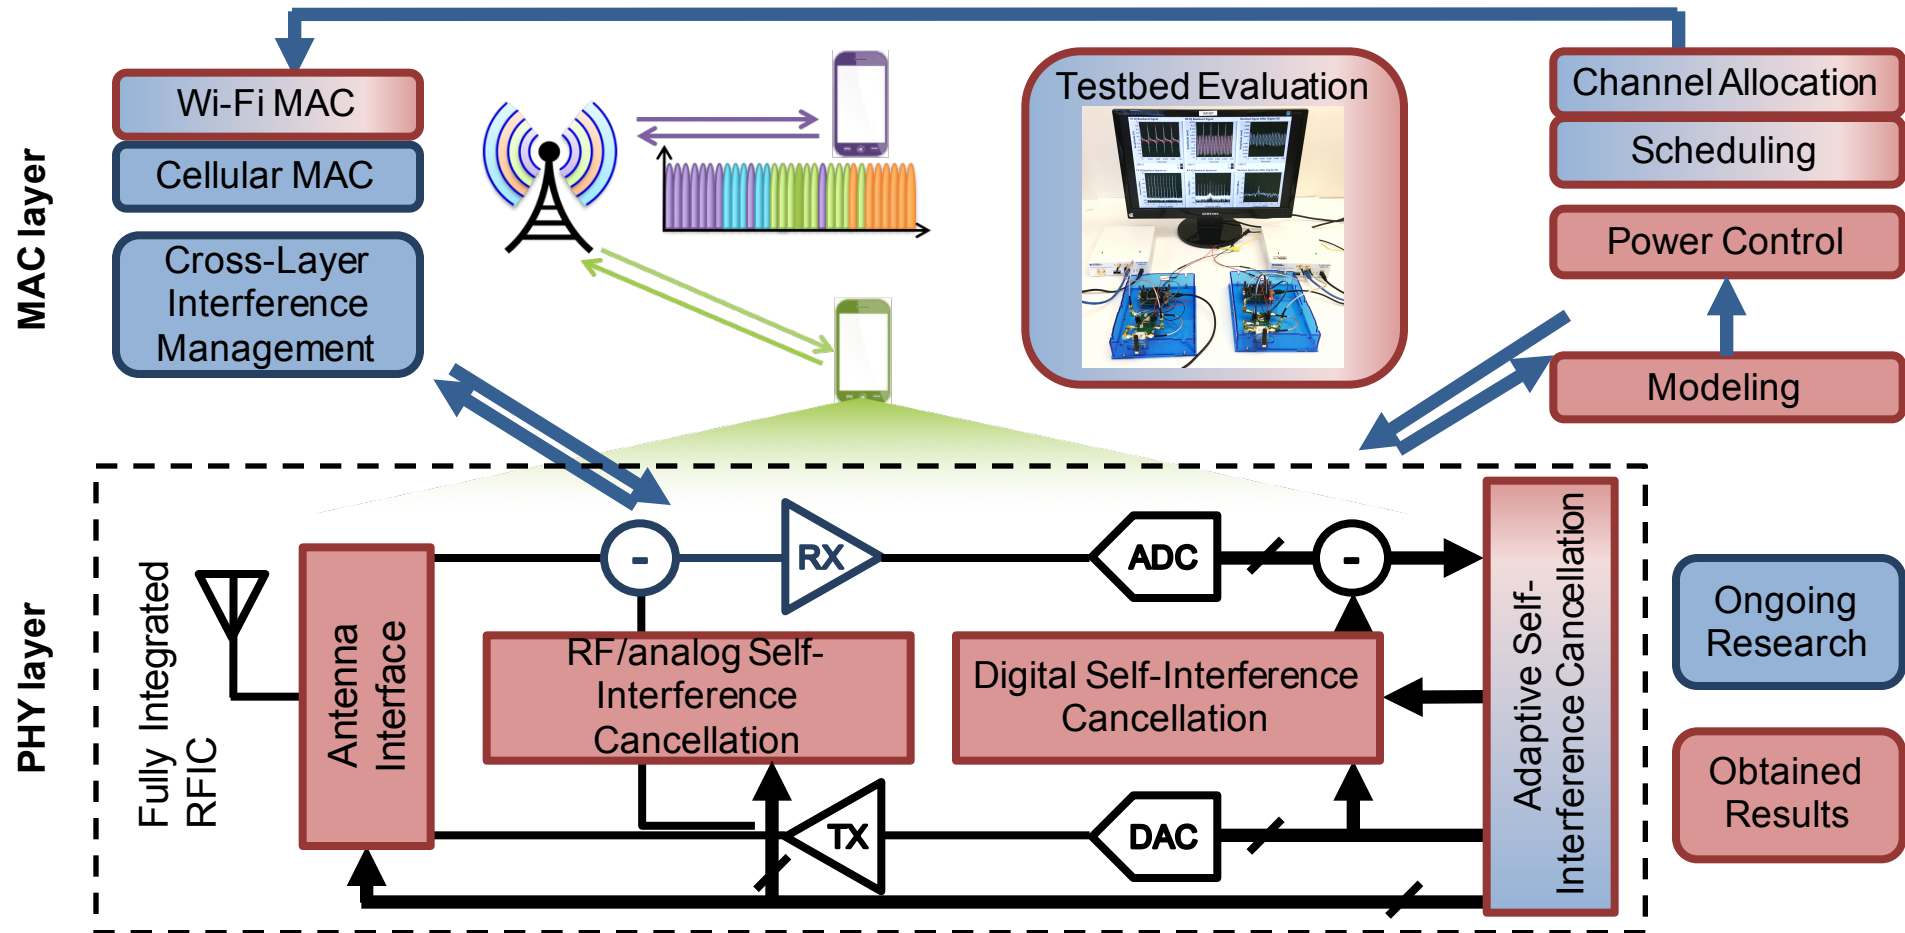 MAC layer
Wi-Fi MAC
Cellular MAC
Cross-Layer
Interference
Management
Testbed Evaluation
Channel Allocation
Scheduling
Power Control
Modeling
PHY layer
Fully Integrated
RFIC
Antenna
Interface
-
RX
ADC
-
RF/analog Self-
Interference
Cancellation
Digital Self-Interference
Cancellation
TX
DAC
Adaptive Self-
Interference Cancellation
Ongoing
Research
Obtained
Results